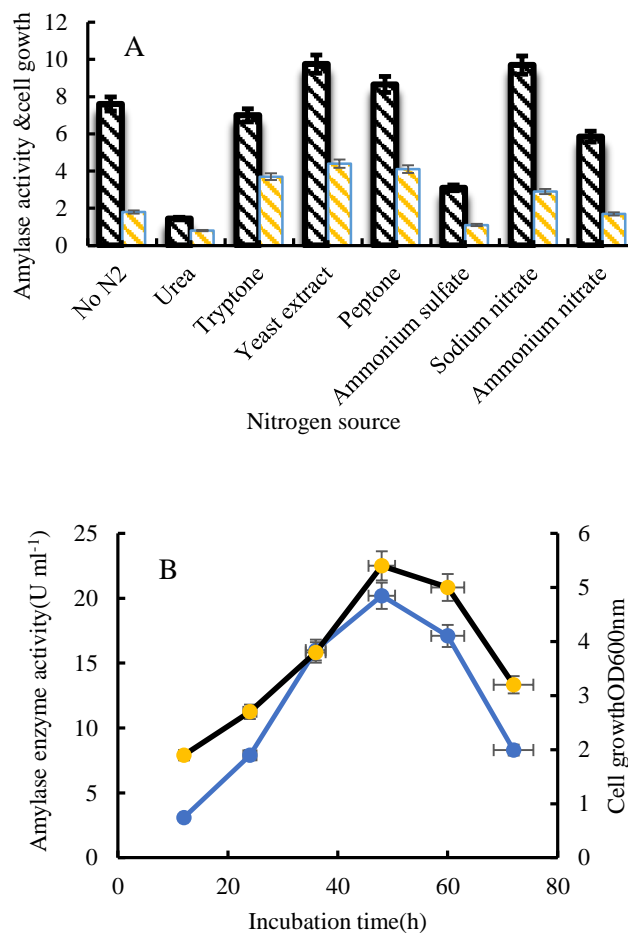 A
Amylase activity &cell gowth
12
10
8
6
4
2
0
No N2
Urea
Tryptone
Yeast extract
Peptone
Ammonium sulfate
Sodium nitrate
Ammonium nitrate
Nitrogen source
B
Amylase enzyme activity(U ml-1)
25
20
15
10
5
0
6
5
4
3
2
1
0
Cell growthOD600nm
0 20 40 60 80
Incubation time(h)